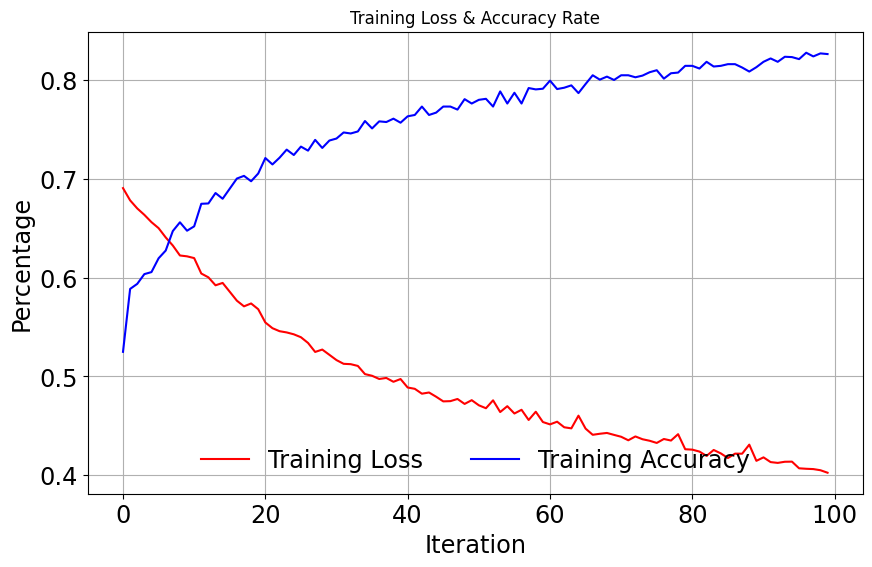 Training Loss & Accuracy Rate
Percentage
0.8
0.7
0.6
0.5
0.4
Training Loss
Training Accuracy
0
20
40
60
80
100
Iteration